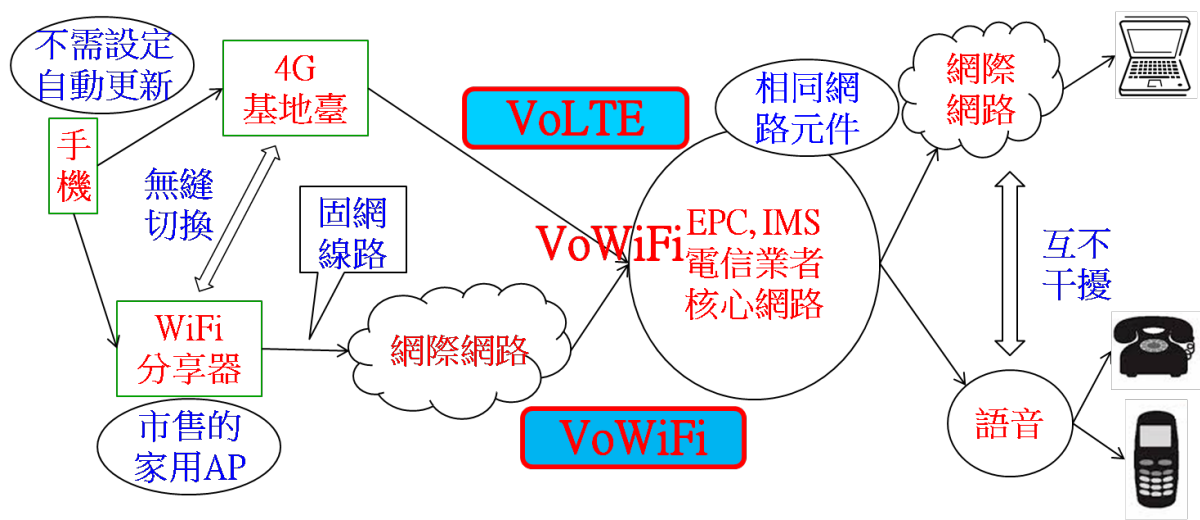 不需設定
自動更新
4G
基地臺
手
機
無縫
切換
固網
線路
WiFi
分享器
市售的
家用AP
網際網路
VoLTE
VoWiFi
VoWiFi
相同網
路元件
EPC, IMS
電信業者
核心網路
網際
網路
互不
干擾
語音